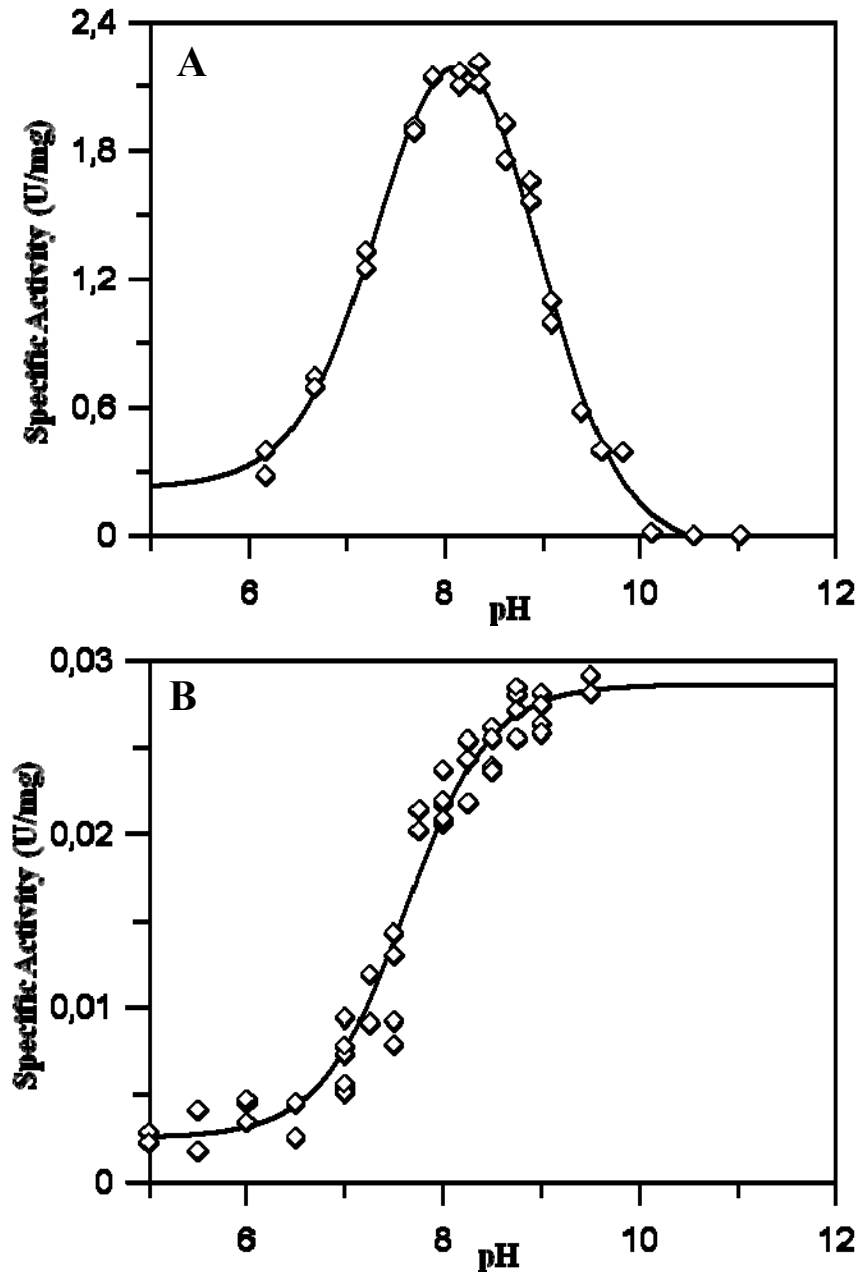 A
Specific Activity (U/mg)
2,4
1,8
1,2
0,6
0
6
8
10
12
pH
B
Specific Activity (U/mg)
0,03
0,02
0,01
0
6
8
10
12
pH